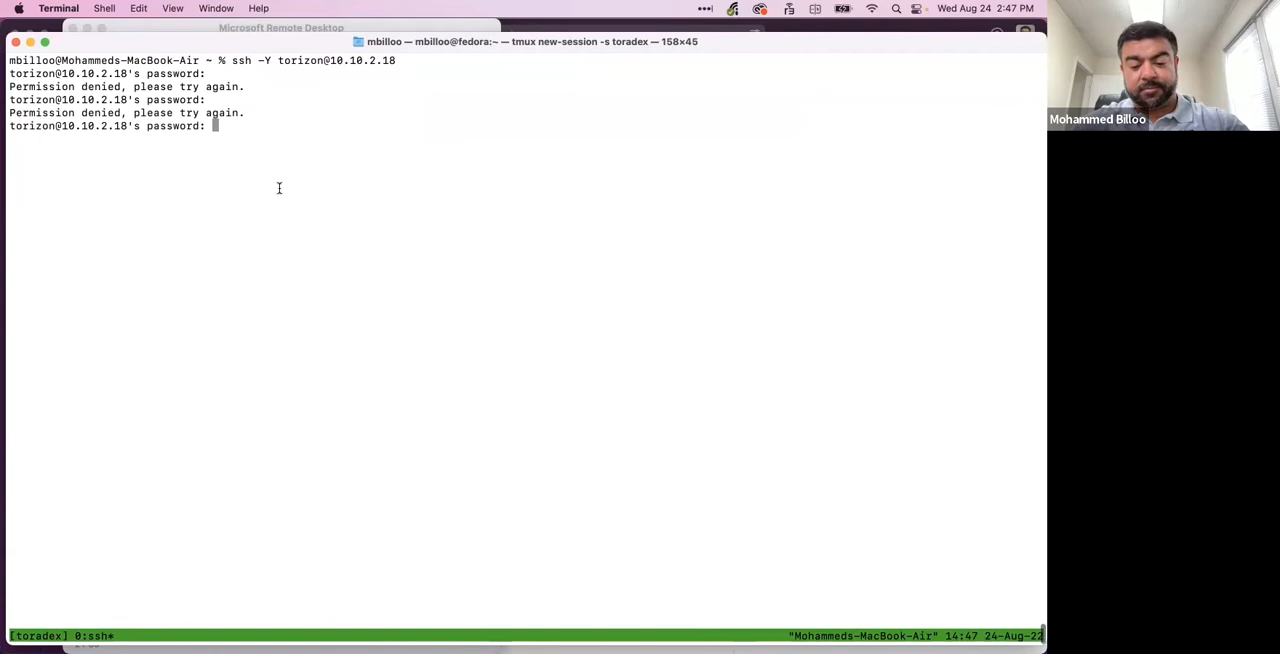 Terminal Shell Edit View Window Help Wed Aug 24 2:47 PM
Microsoft Remote Desktop
mbilloo — mbilloo@fedora:~ — tmux new-session -s toradex — 158×45
mbilloo@Mohammeds-MacBook-Air ~ % ssh -Y torizon@10.10.2.18
torizon@10.10.2.18's password:
Permission denied, please try again.
torizon@10.10.2.18's password:
Permission denied, please try again.
torizon@10.10.2.18's password:
Mohammed Billoo
[toradex] 0:ssh* "Mohammeds-MacBook-Air" 14:47 24-Aug-22